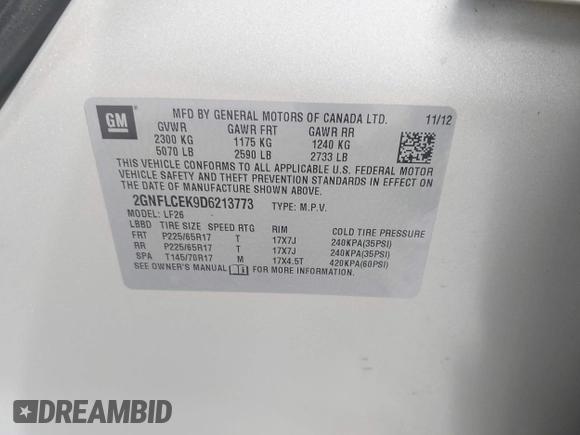 GM
MFD BY GENERAL MOTORS OF CANADA LTD. 11/12
GVWR GAWR FRT GAWR RR
2300 KG 1175 KG 1240 KG
5070 LB 2590 LB 2733 LB
THIS VEHICLE CONFORMS TO ALL APPLICABLE U.S. FEDERAL MOTOR
VEHICLE SAFETY AND THEFT PREVENTION STANDARDS IN EFFECT ON
THE DATE OF MANUFACTURE SHOWN ABOVE.
2GNFLCEK9D6213773 TYPE: M.P.V.
MODEL: LF26
LBBD TIRE SIZE SPEED RTG RIM COLD TIRE PRESSURE
FRT P225/65R17 T 17X7J 240KPA(35PSI)
RR P225/65R17 T 17X7J 240KPA(35PSI)
SPA T145/70R17 M 17X4.5T 420KPA(60PSI)
SEE OWNER'S MANUAL FOR MORE INFORMATION.
DREAMBID